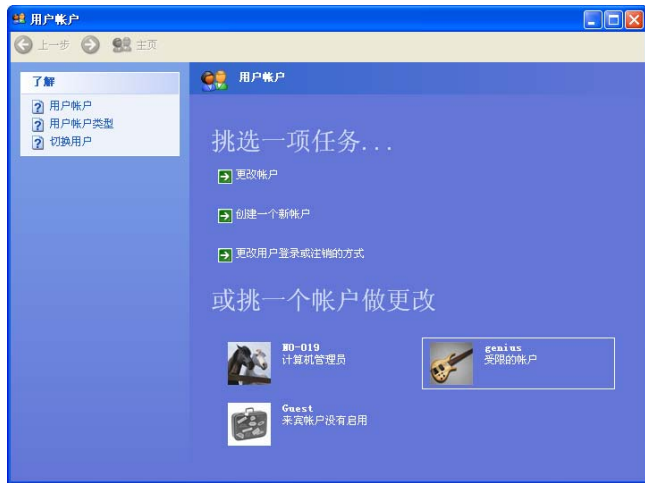 用户帐户
上一步 主页
了解
用户帐户
用户帐户类型
切换用户
用户帐户
挑选一项任务...
更改帐户
创建一个新帐户
更改用户登录或注销的方式
或挑一个帐户做更改
NO-019
计算机管理员
genius
受限的帐户
Guest
来宾帐户没有启用